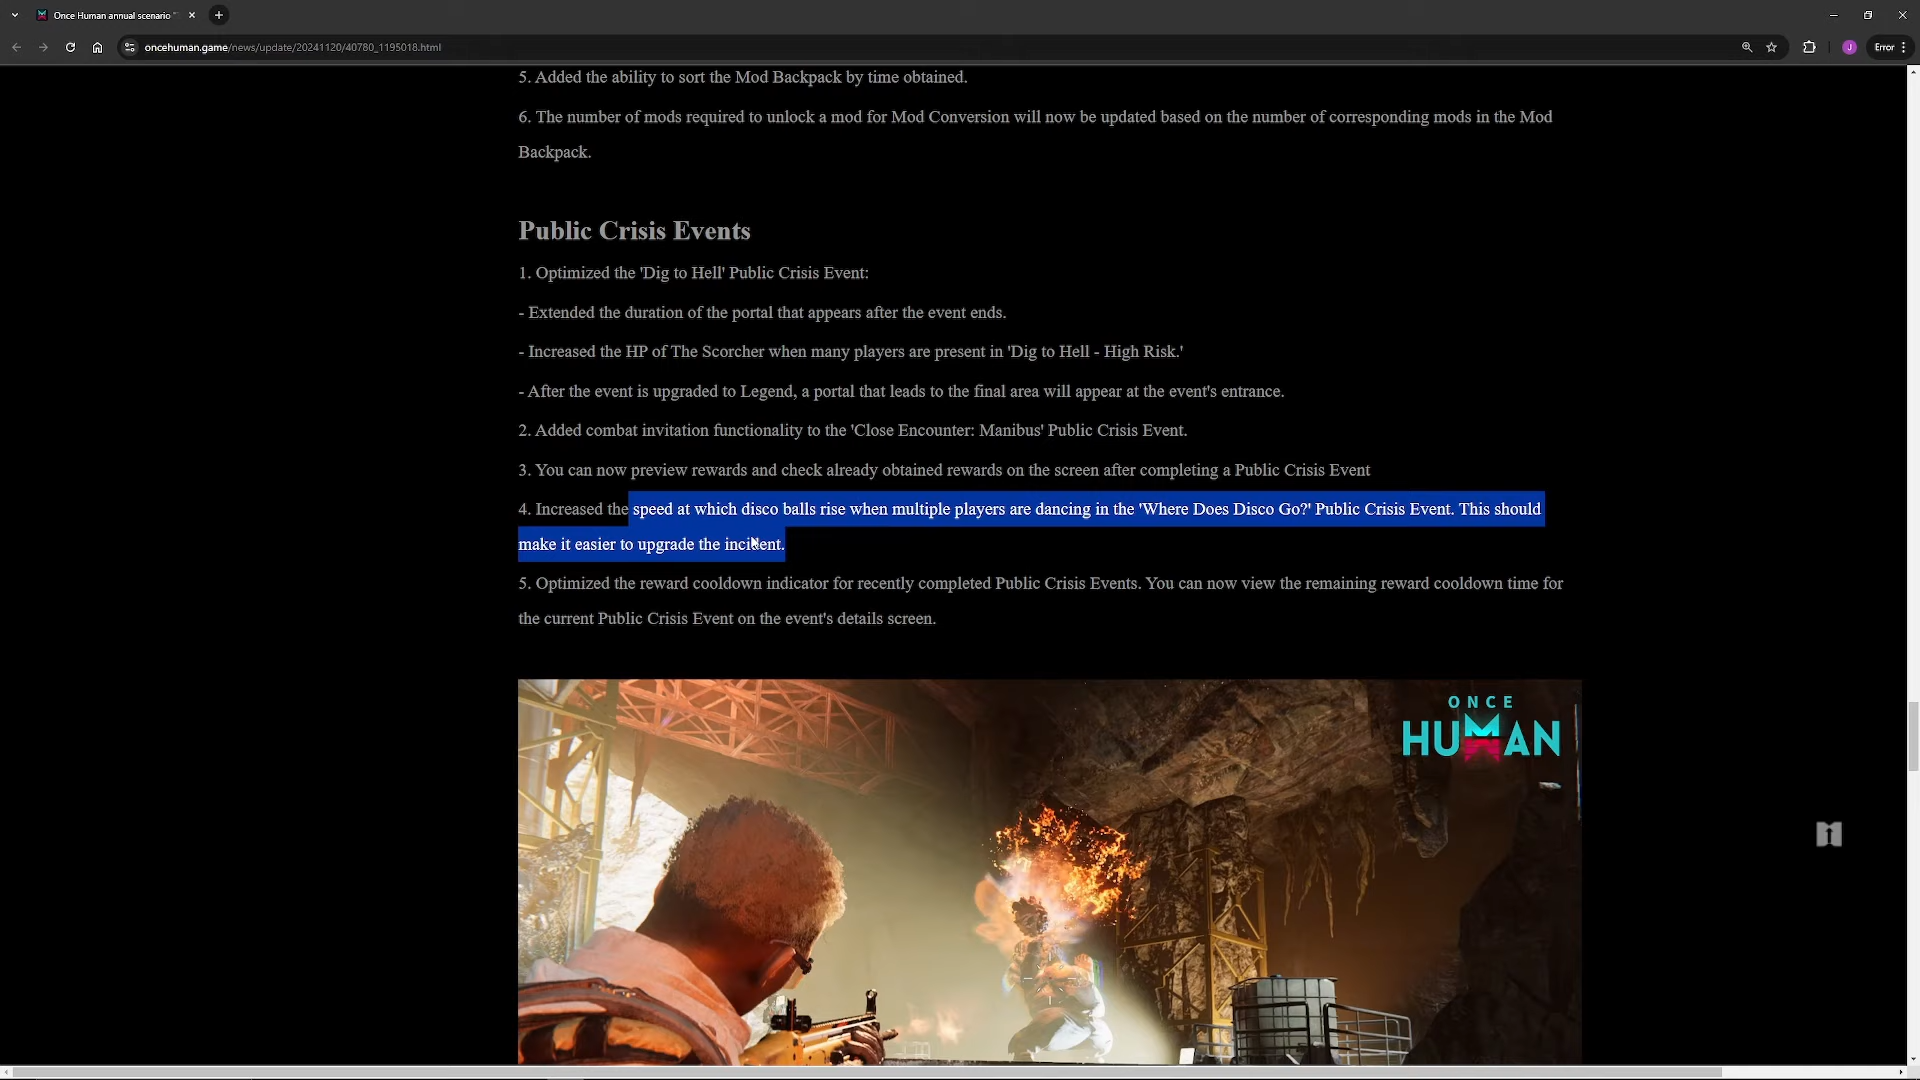 Once Human annual scenario
oncehuman.game/news/update/20241120/40780_1195018.html
J
Error
5. Added the ability to sort the Mod Backpack by time obtained.
6. The number of mods required to unlock a mod for Mod Conversion will now be updated based on the number of corresponding mods in the Mod
Backpack.
Public Crisis Events
1. Optimized the 'Dig to Hell' Public Crisis Event:
- Extended the duration of the portal that appears after the event ends.
- Increased the HP of The Scorcher when many players are present in 'Dig to Hell - High Risk.'
- After the event is upgraded to Legend, a portal that leads to the final area will appear at the event's entrance.
2. Added combat invitation functionality to the 'Close Encounter: Manibus' Public Crisis Event.
3. You can now preview rewards and check already obtained rewards on the screen after completing a Public Crisis Event
4. Increased the speed at which disco balls rise when multiple players are dancing in the 'Where Does Disco Go?' Public Crisis Event. This should
make it easier to upgrade the incident.
5. Optimized the reward cooldown indicator for recently completed Public Crisis Events. You can now view the remaining reward cooldown time for
the current Public Crisis Event on the event's details screen.
ONCE
HUMAN